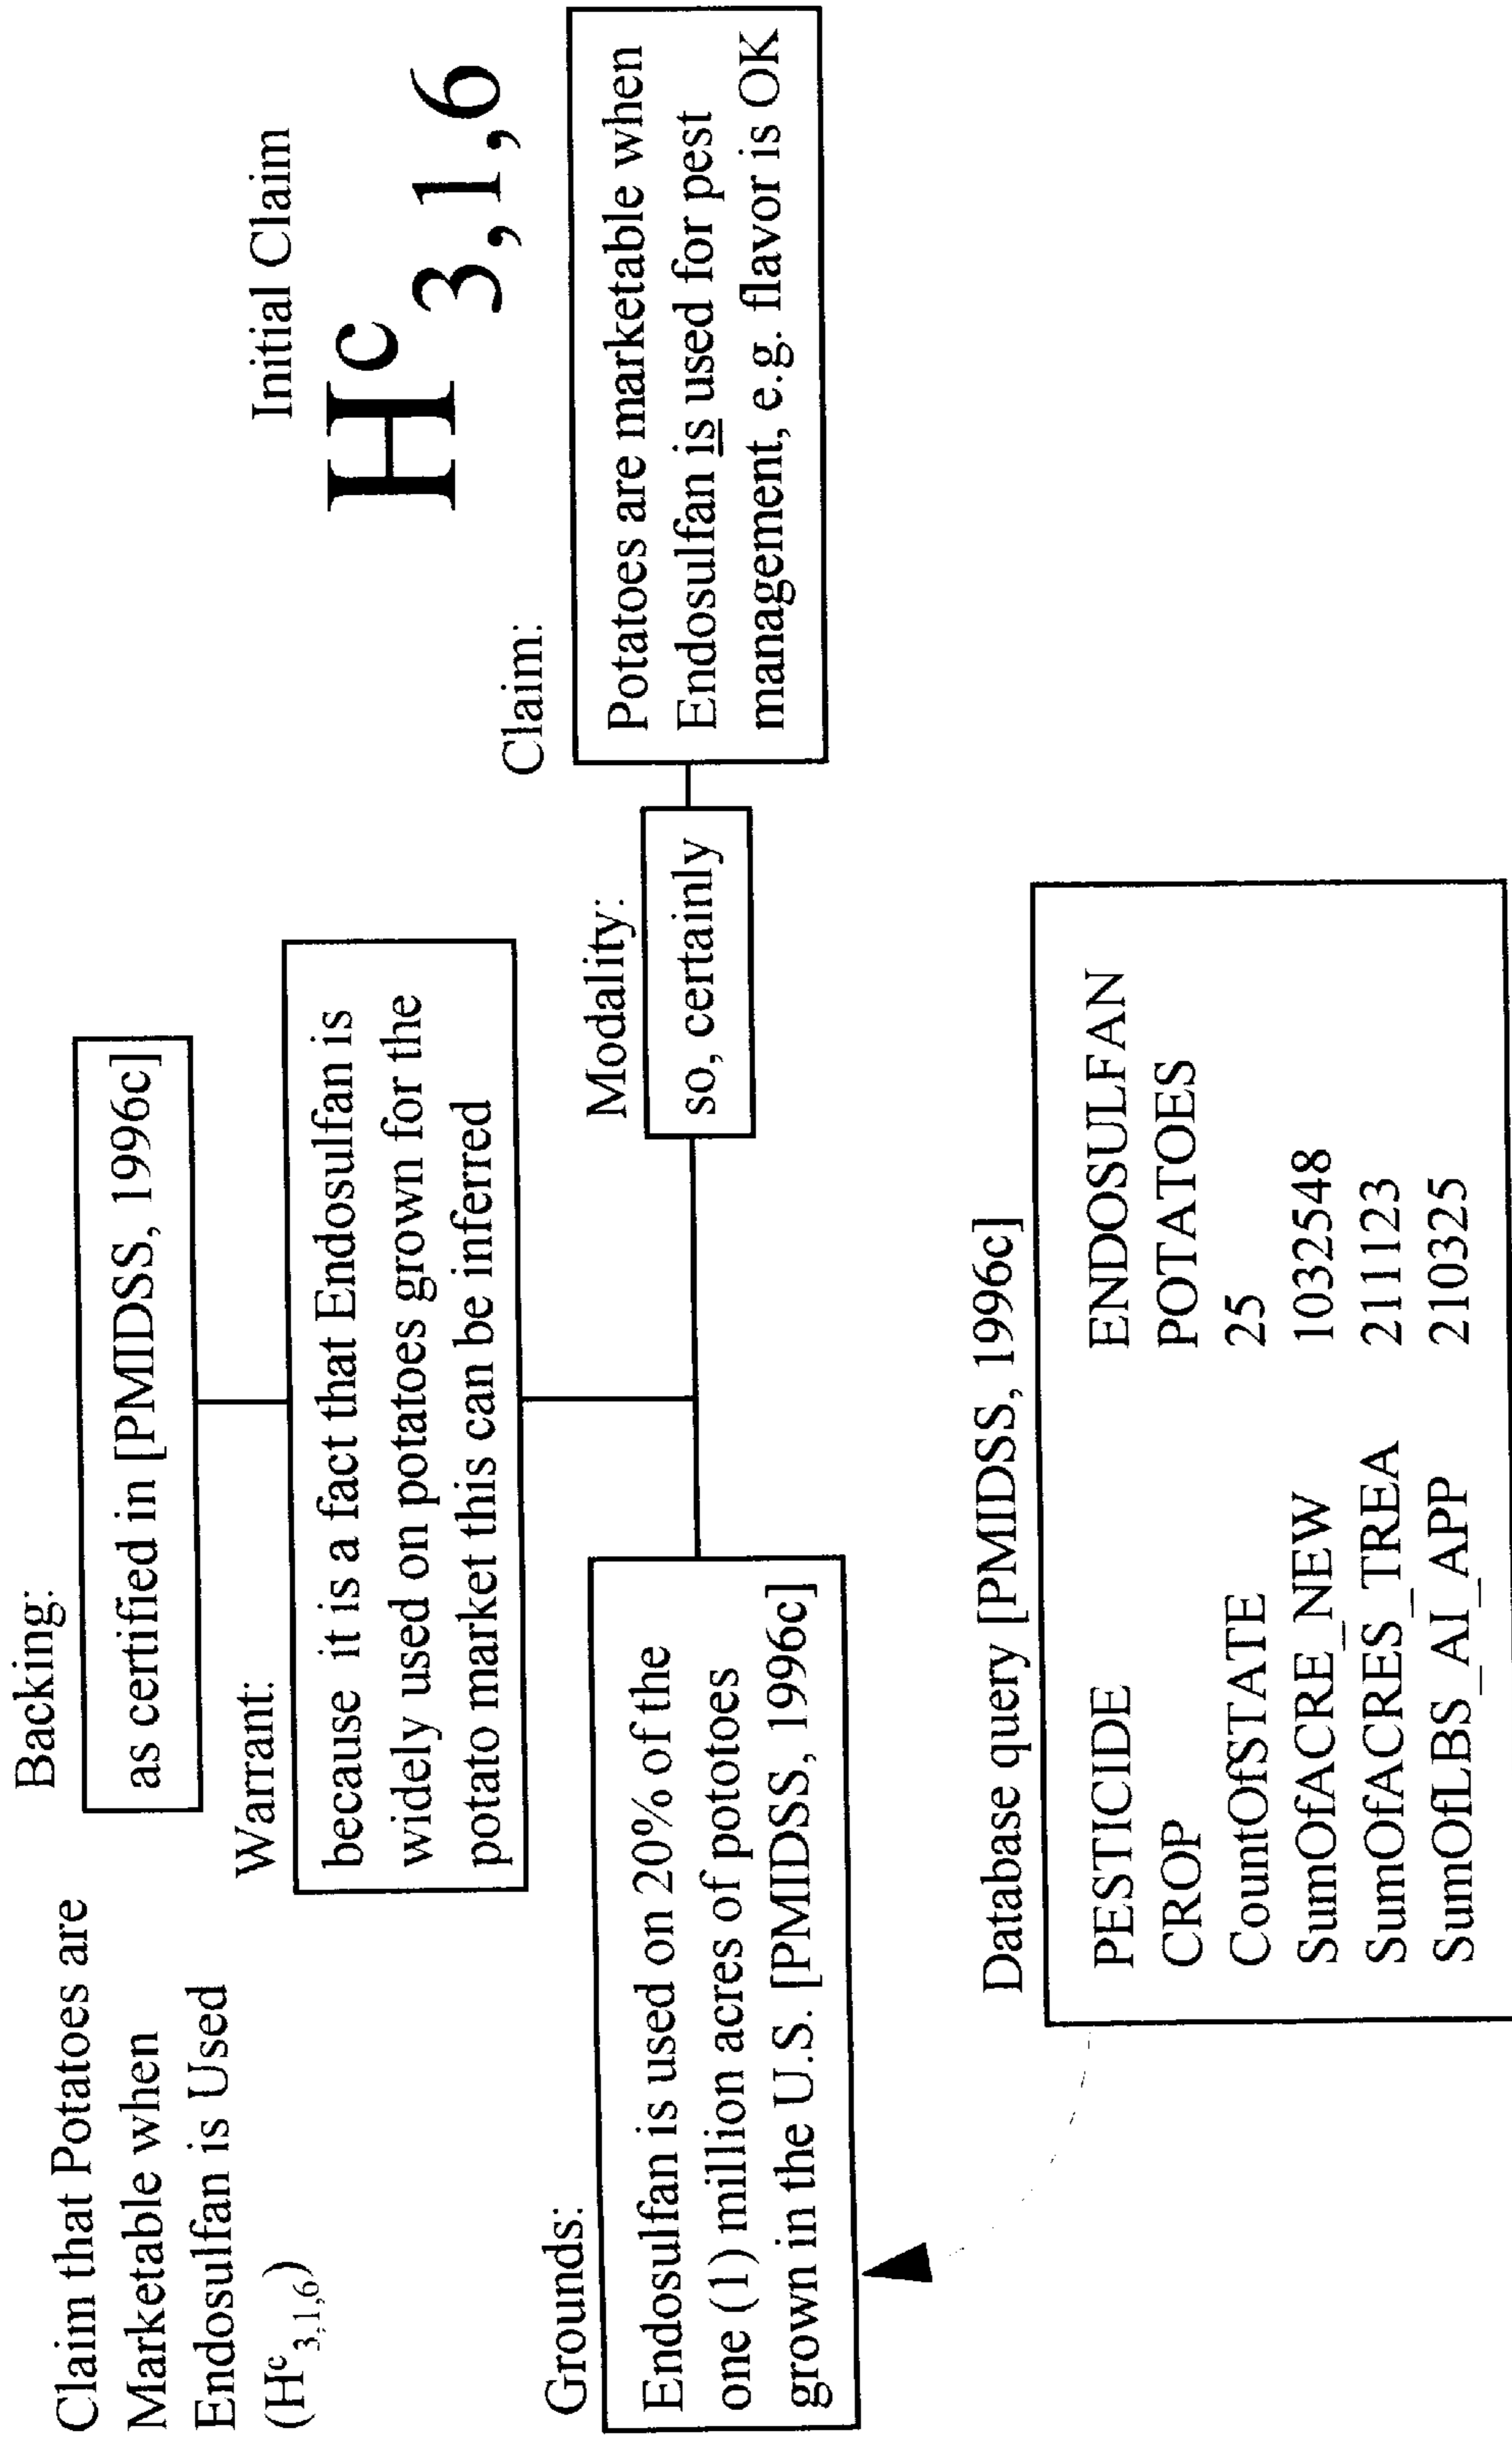 Claim that Potatoes are
Marketable when
Endosulfan is Used
(Hᶜ₃,₁,₆)
Backing:
as certified in [PMIDSS, 1996c]
Warrant:
because it is a fact that Endosulfan is
widely used on potatoes grown for the
potato market this can be inferred
Initial Claim
Hᶜ₃,₁,₆
Grounds:
Endosulfan is used on 20% of the
one (1) million acres of pototoes
grown in the U.S. [PMIDSS, 1996c]
Modality:
so, certainly
Claim:
Potatoes are marketable when
Endosulfan is used for pest
management, e.g. flavor is OK
Database query [PMIDSS, 1996c]
PESTICIDE ENDOSULFAN
CROP POTATOES
CountOfSTATE 25
SumOfACRE_NEW 1032548
SumOfACRES_TREA 211123
SumOfLBS_AI_APP 210325